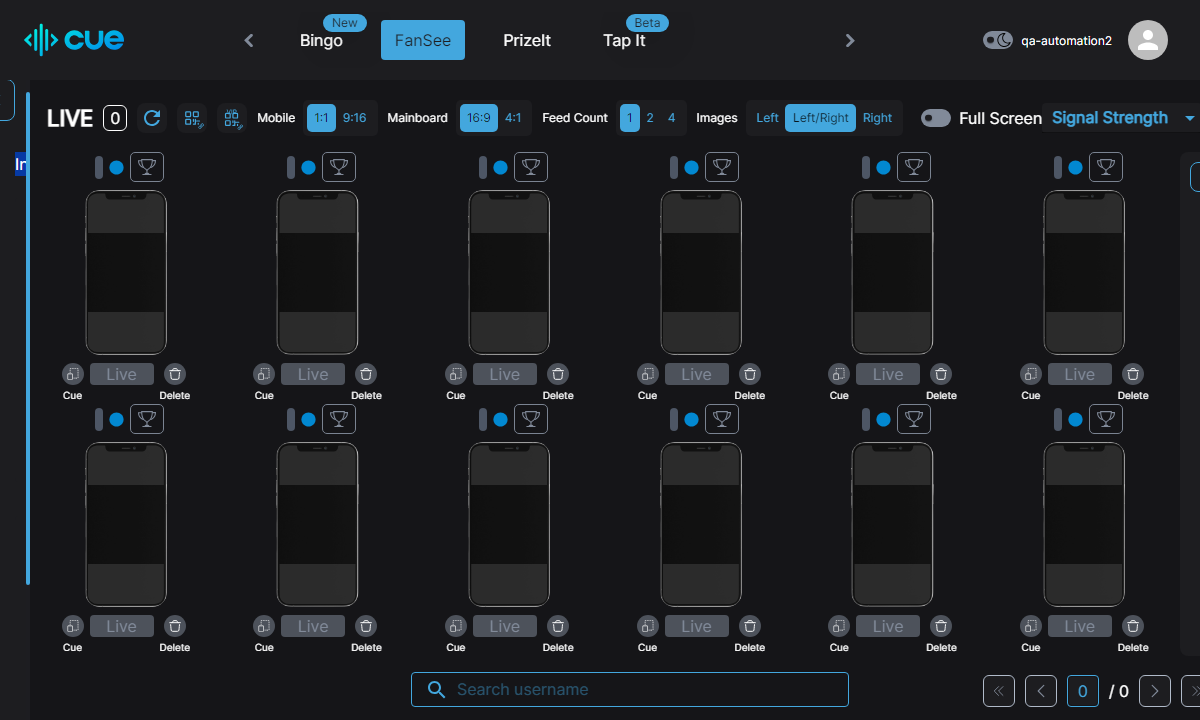 cue
Bingo
New
FanSee
PrizeIt
Tap It
Beta
qa-automation2
LIVE 0
Mobile 1:1 9:16
Mainboard 16:9 4:1
Feed Count 1 2 4
Images Left Left/Right Right
Full Screen
Signal Strength
Live Live Live Live Live Live
Cue Delete Cue Delete Cue Delete Cue Delete Cue Delete Cue Delete
Live Live Live Live Live Live
Cue Delete Cue Delete Cue Delete Cue Delete Cue Delete Cue Delete
Search username
0 / 0